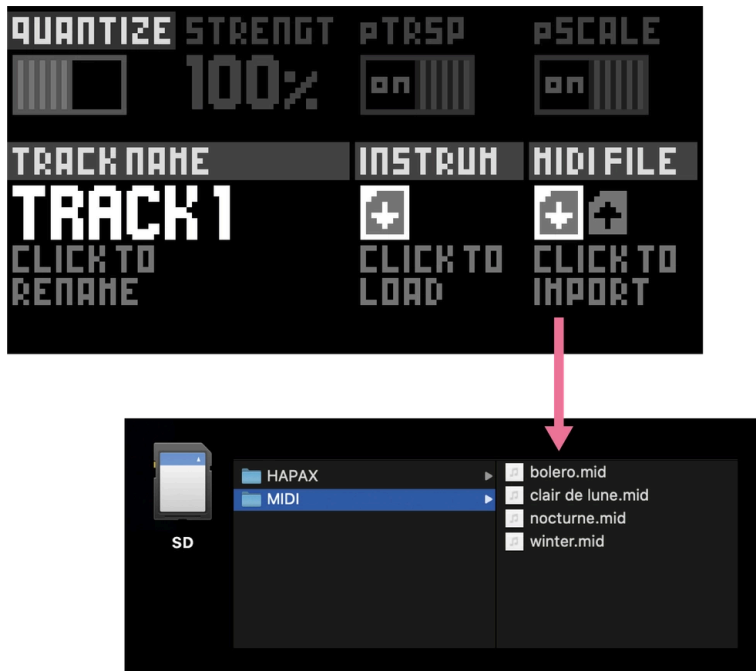 QUANTIZE STRENGT pTRSP pSCALE
100% on on
TRACK NAME INSTRUM MIDI FILE
TRACK 1
CLICK TO CLICK TO CLICK TO
RENAME LOAD IMPORT
HAPAX bolero.mid
MIDI clair de lune.mid
nocturne.mid
SD winter.mid